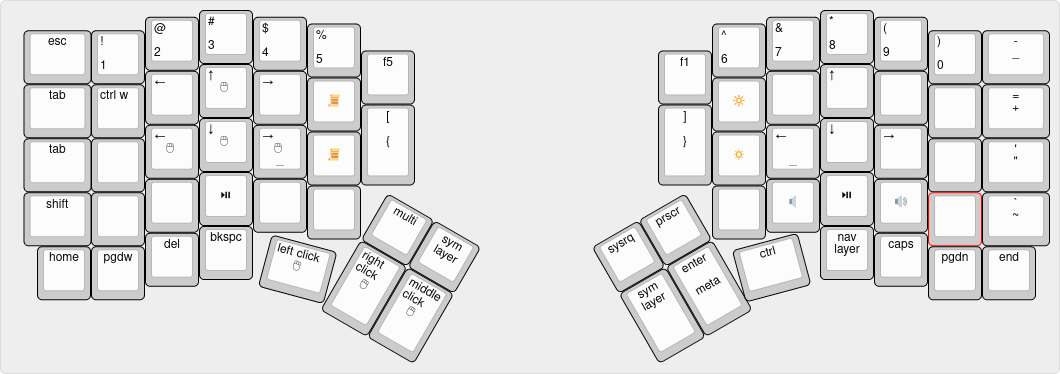 esc
!
1
@
2
#
3
$
4
%
5
f5
tab
ctrl w
←
↑
→
[
{
tab
←
↓
→
_
shift
⏯
home
pgdw
del
bkspc
left click
right
click
middle
click
multi
sym
layer
f1
^
6
&
7
*
8
(
9
)
0
-
_
↑
=
+
]
}
←
_
↓
→
'
"
⏯
`
~
sysrq
prscr
sym
layer
enter
meta
ctrl
nav
layer
caps
pgdn
end